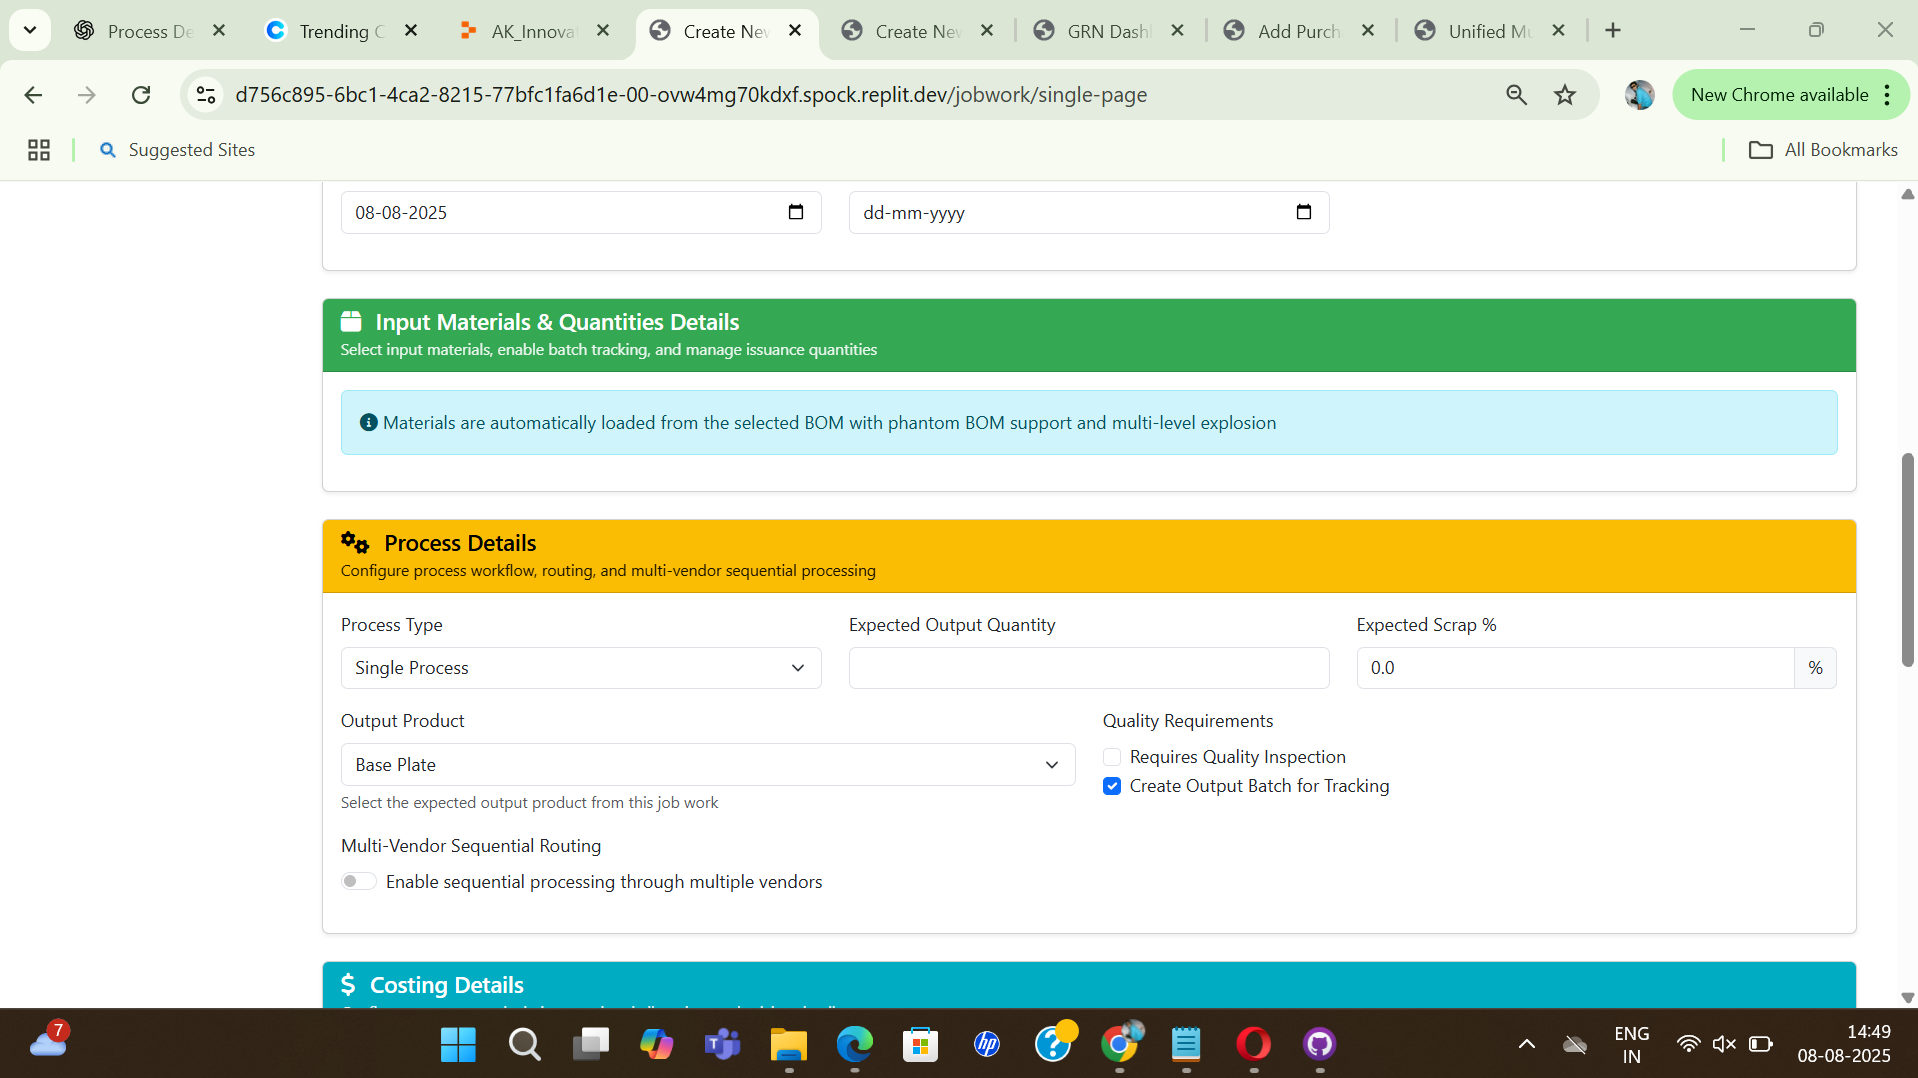 Process De
Trending C
AK_Innova
Create Nev
Create Nev
GRN Dash
Add Purch
Unified Mu
d756c895-6bc1-4ca2-8215-77bfc1fa6d1e-00-ovw4mg70kdxf.spock.replit.dev/jobwork/single-page
New Chrome available
Suggested Sites
All Bookmarks
08-08-2025
dd-mm-yyyy
Input Materials & Quantities Details
Select input materials, enable batch tracking, and manage issuance quantities
Materials are automatically loaded from the selected BOM with phantom BOM support and multi-level explosion
Process Details
Configure process workflow, routing, and multi-vendor sequential processing
Process Type
Expected Output Quantity
Expected Scrap %
Single Process
0.0
%
Output Product
Quality Requirements
Base Plate
Requires Quality Inspection
Create Output Batch for Tracking
Select the expected output product from this job work
Multi-Vendor Sequential Routing
Enable sequential processing through multiple vendors
$ Costing Details
7
hp
ENG
IN
14:49
08-08-2025